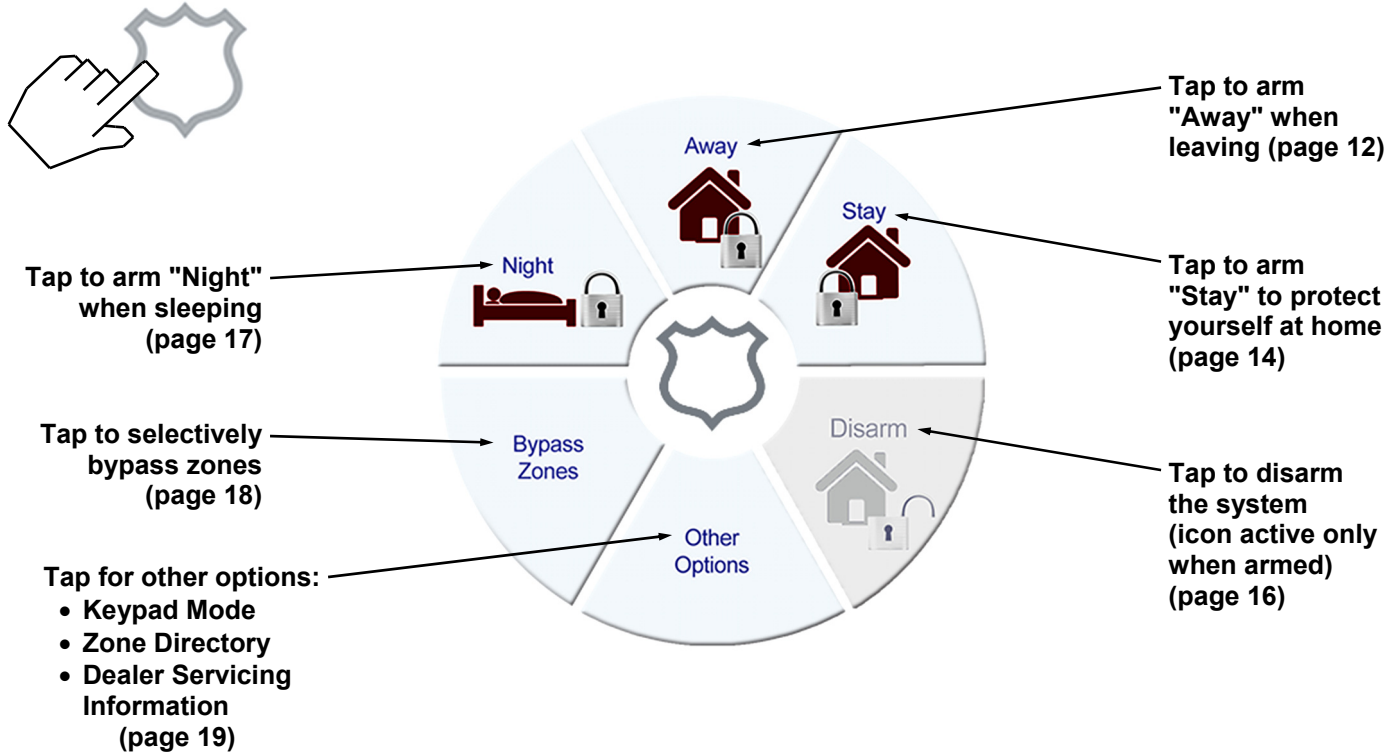 Tap to arm
"Away" when
leaving (page 12)
Away
Stay
Tap to arm
"Stay" to protect
yourself at home
(page 14)
Night
Tap to arm "Night"
when sleeping
(page 17)
Tap to selectively
bypass zones
(page 18)
Bypass
Zones
Disarm
Tap to disarm
the system
(icon active only
when armed)
(page 16)
Other
Options
Tap for other options:
• Keypad Mode
• Zone Directory
• Dealer Servicing
Information
(page 19)